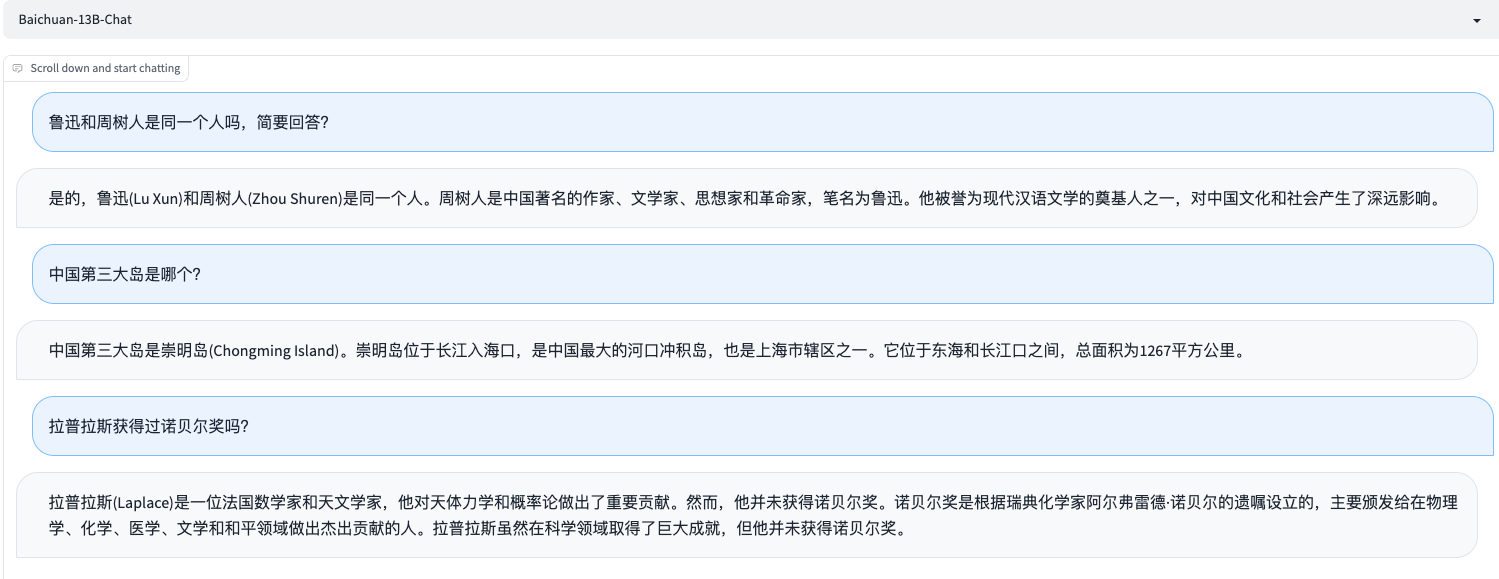 Baichuan-13B-Chat
Scroll down and start chatting
鲁迅和周树人是同一个人吗，简要回答?
是的，鲁迅(Lu Xun)和周树人(Zhou Shuren)是同一个人。周树人是中国著名的作家、文学家、思想家和革命家，笔名为鲁迅。他被誉为现代汉语文学的奠基人之一，对中国文化和社会产生了深远影响。
中国第三大岛是哪个?
中国第三大岛是崇明岛(Chongming Island)。崇明岛位于长江入海口，是中国最大的河口冲积岛，也是上海市辖区之一。它位于东海和长江口之间，总面积为1267平方公里。
拉普拉斯获得过诺贝尔奖吗?
拉普拉斯(Laplace)是一位法国数学家和天文学家，他对天体力学和概率论做出了重要贡献。然而，他并未获得诺贝尔奖。诺贝尔奖是根据瑞典化学家阿尔弗雷德·诺贝尔的遗嘱设立的，主要颁发给在物理
学、化学、医学、文学和和平领域做出杰出贡献的人。拉普拉斯虽然在科学领域取得了巨大成就，但他并未获得诺贝尔奖。